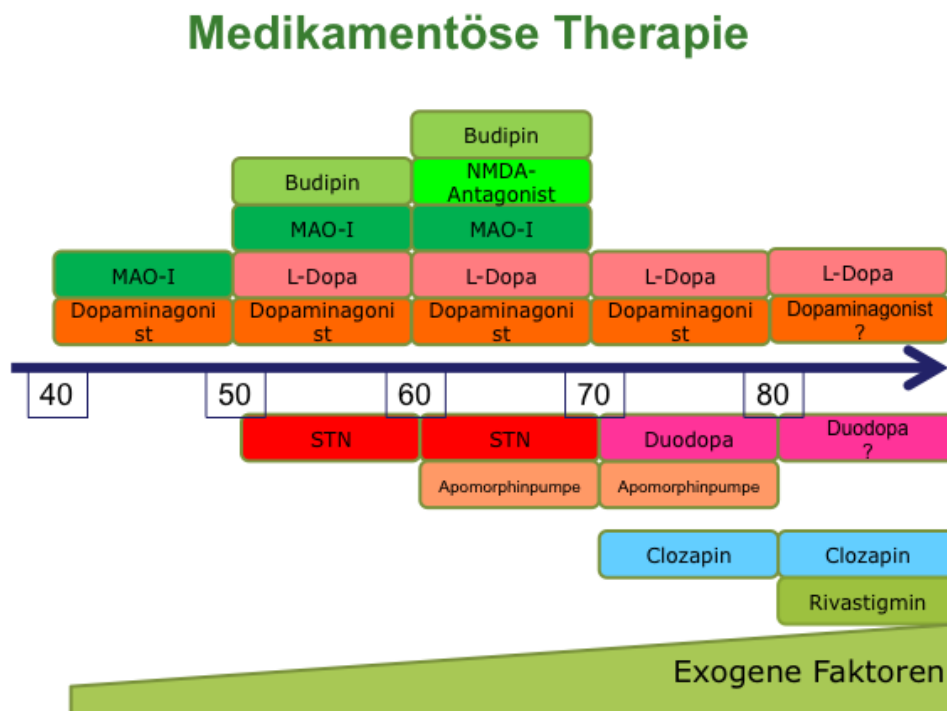 Medikamentöse Therapie
Budipin
Budipin
NMDA-
Antagonist
MAO-I
MAO-I
MAO-I
L-Dopa
L-Dopa
L-Dopa
L-Dopa
Dopaminagoni
st
Dopaminagoni
st
Dopaminagoni
st
Dopaminagoni
st
Dopaminagonist
?
40
50
60
70
80
STN
STN
Duodopa
Duodopa
?
Apomorphinpumpe
Apomorphinpumpe
Clozapin
Clozapin
Rivastigmin
Exogene Faktoren